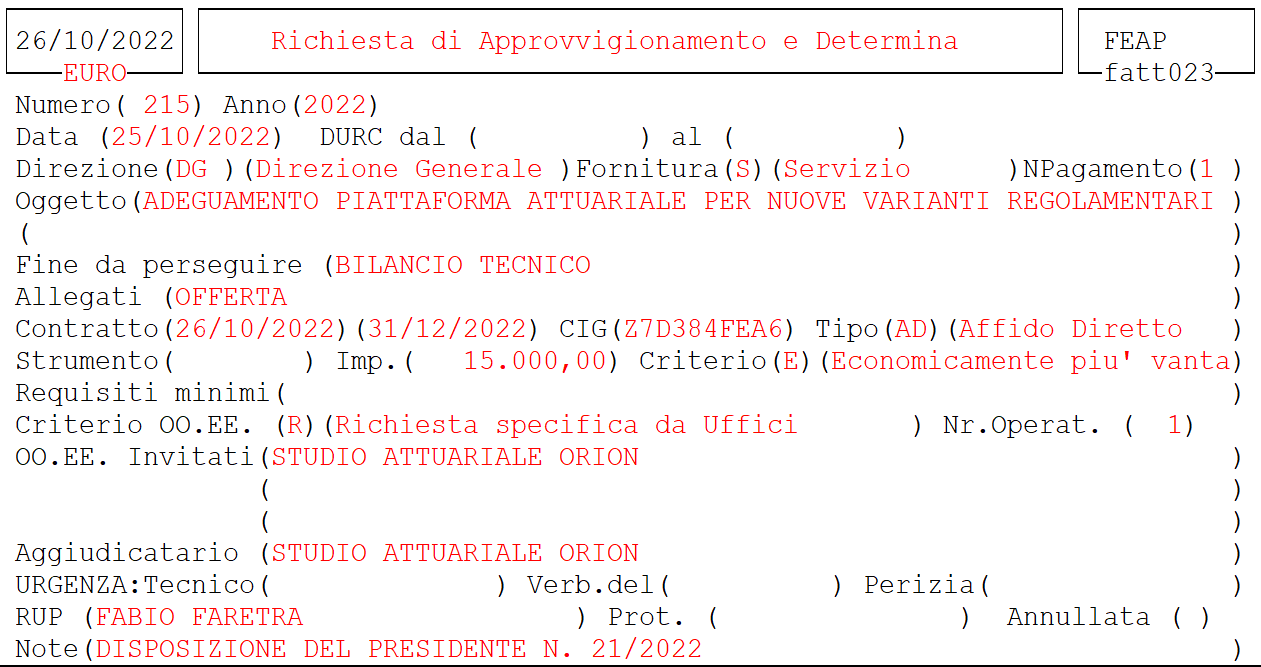 26/10/2022 Richiesta di Approvvigionamento e Determina FEAP
EURO fatt023
Numero( 215) Anno(2022)
Data (25/10/2022) DURC dal ( ) al ( )
Direzione(DG )(Direzione Generale )Fornitura(S)(Servizio )NPagamento(1 )
Oggetto(ADEGUAMENTO PIATTAFORMA ATTUARIALE PER NUOVE VARIANTI REGOLAMENTARI )
( )
Fine da perseguire (BILANCIO TECNICO )
Allegati (OFFERTA )
Contratto(26/10/2022)(31/12/2022) CIG(Z7D384FEA6) Tipo(AD)(Affido Diretto )
Strumento( ) Imp.( 15.000,00) Criterio(E)(Economicamente piu' vanta)
Requisiti minimi( )
Criterio OO.EE. (R)(Richiesta specifica da Uffici ) Nr.Operat. ( 1)
OO.EE. Invitati(STUDIO ATTUARIALE ORION )
( )
( )
Aggiudicatario (STUDIO ATTUARIALE ORION )
URGENZA:Tecnico( ) Verb.del( ) Perizia( )
RUP (FABIO FARETRA ) Prot. ( ) Annullata ( )
Note(DISPOSIZIONE DEL PRESIDENTE N. 21/2022 )